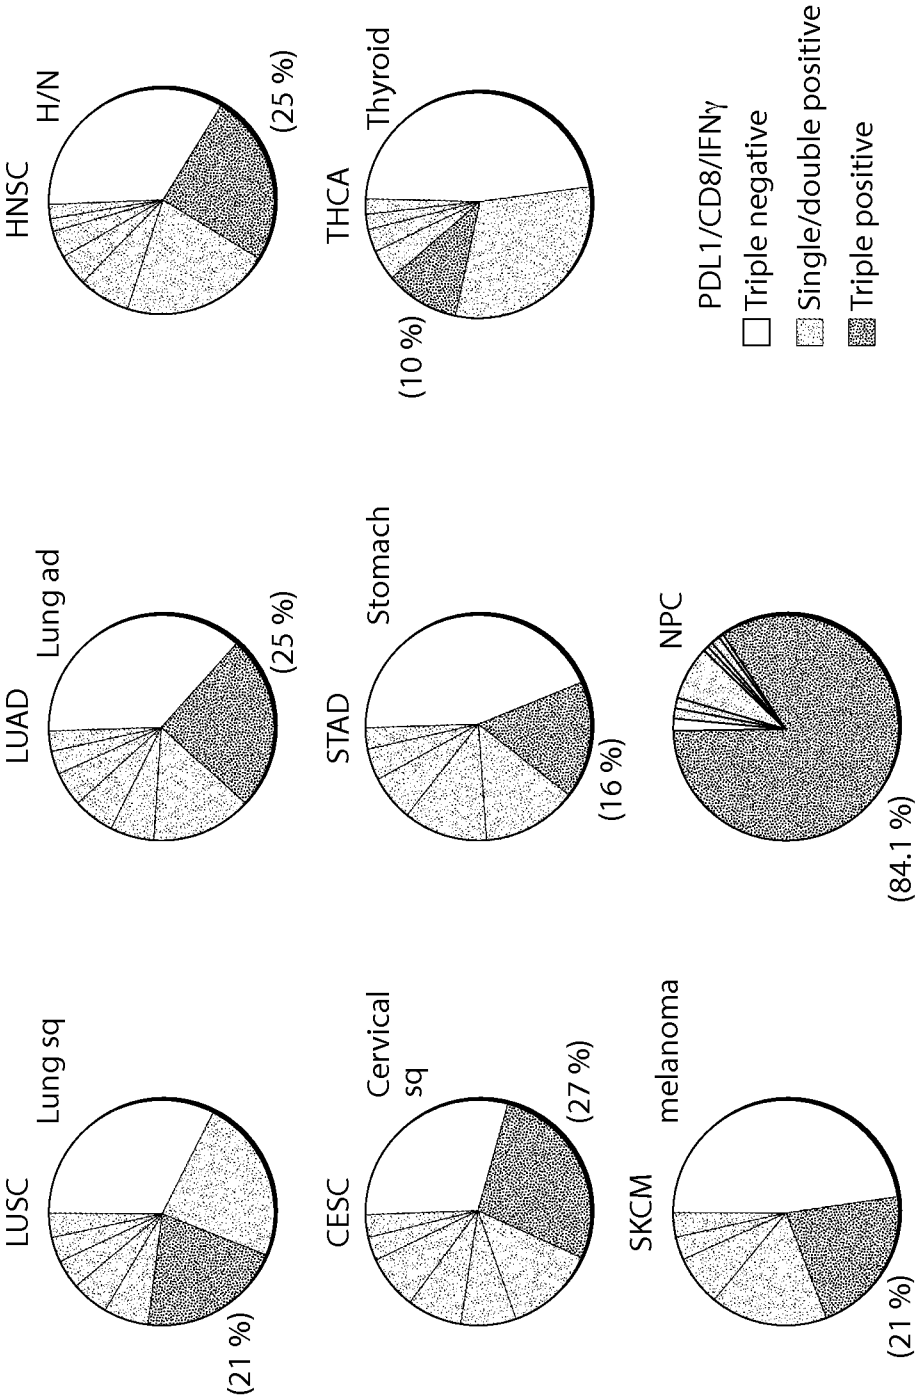 LUSC
Lung sq
(21 %)
LUAD
Lung ad
(25 %)
HNSC
H/N
(25 %)
CESC
Cervical
sq
(27 %)
STAD
Stomach
(16 %)
THCA
Thyroid
(10 %)
SKCM
melanoma
(21 %)
NPC
(84.1 %)
PDL1/CD8/IFNγ
Triple negative
Single/double positive
Triple positive